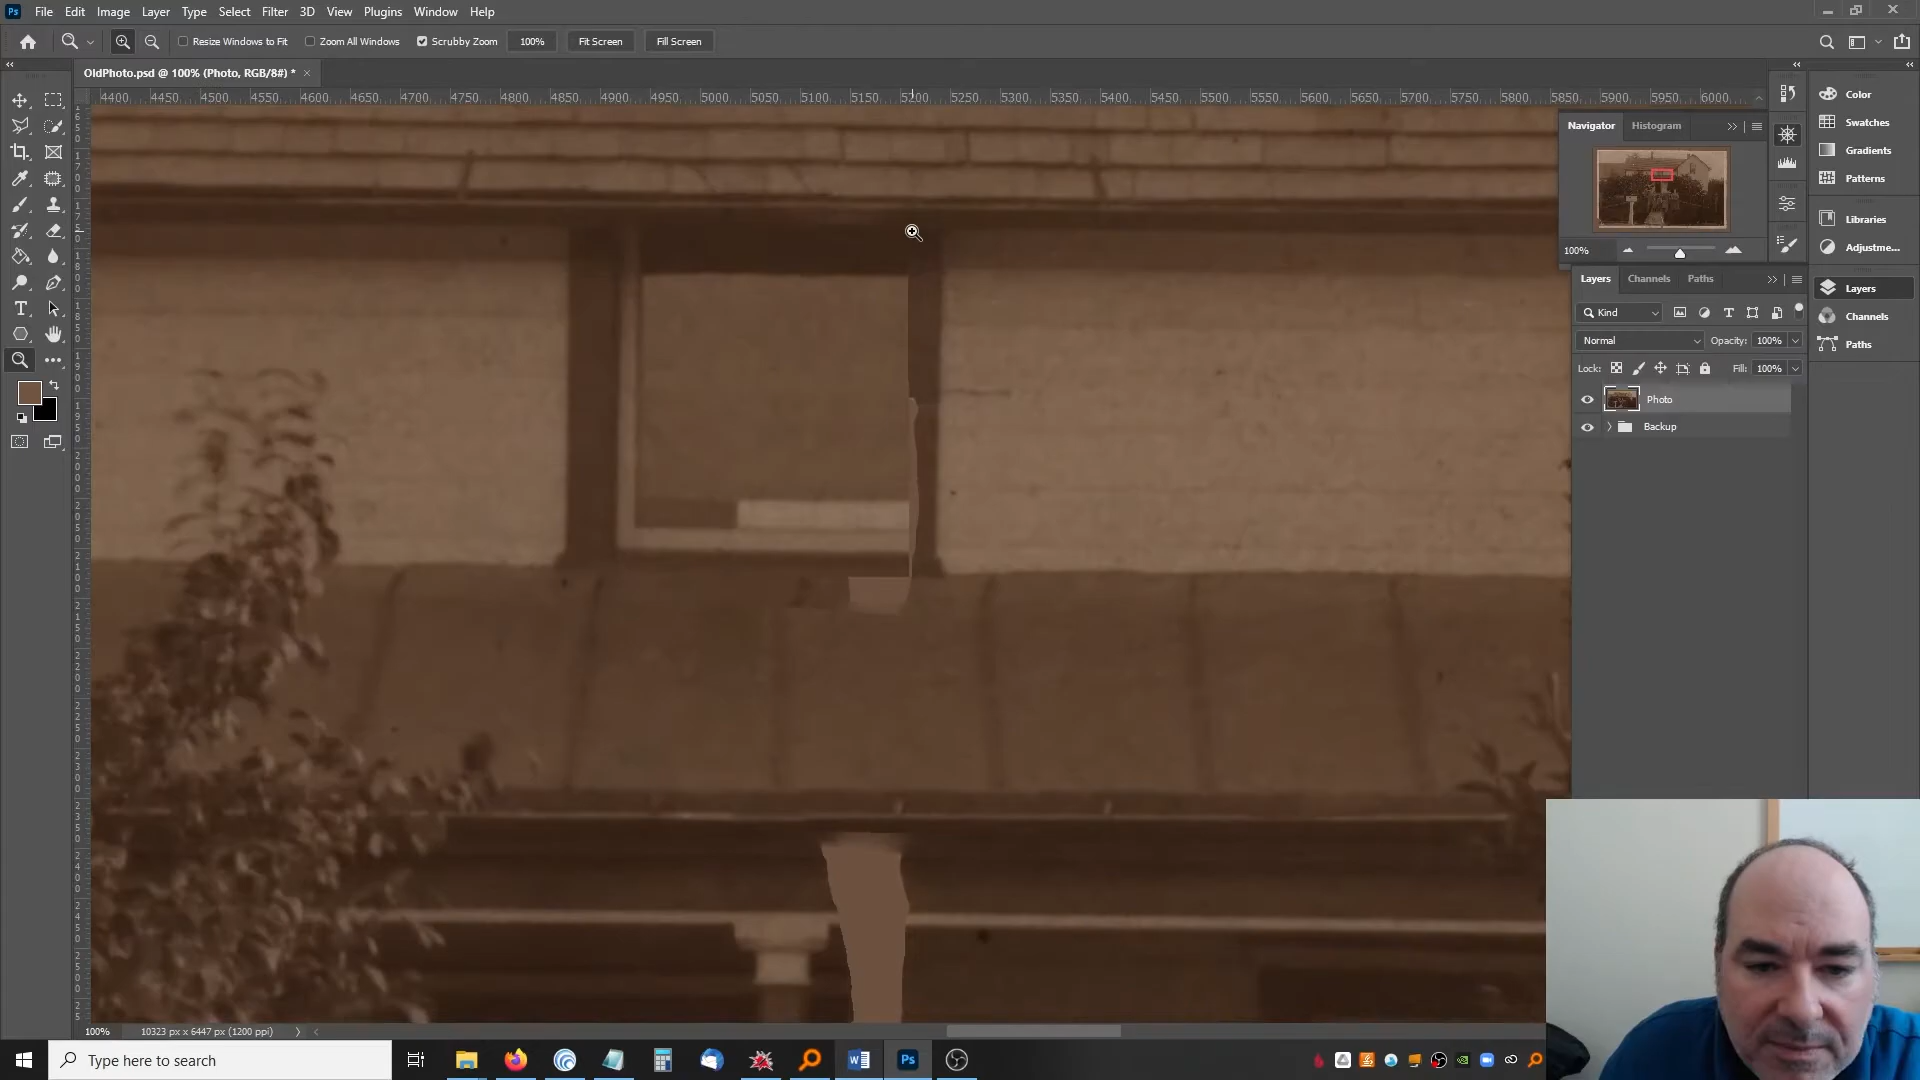 Ps File Edit Image Layer Type Select Filter 3D View Plugins Window Help
Resize Windows to Fit Zoom All Windows Scrubby Zoom 100% Fit Screen Fill Screen
OldPhoto.psd @ 100% (Photo, RGB/8#) * ×
4400 4450 4500 4550 4600 4650 4700 4750 4800 4850 4900 4950 5000 5050 5100 5150 5200 5250 5300 5350 5400 5450 5500 5550 5600 5650 5700 5750 5800 5850 5900 5950 6000
Navigator Histogram
100%
Layers Channels Paths
Kind
Normal Opacity: 100%
Lock: Fill: 100%
Photo
Backup
Color
Swatches
Gradients
Patterns
Libraries
Adjustme...
Layers
Channels
Paths
100% 10323 px x 6447 px (1200 ppi)
Type here to search